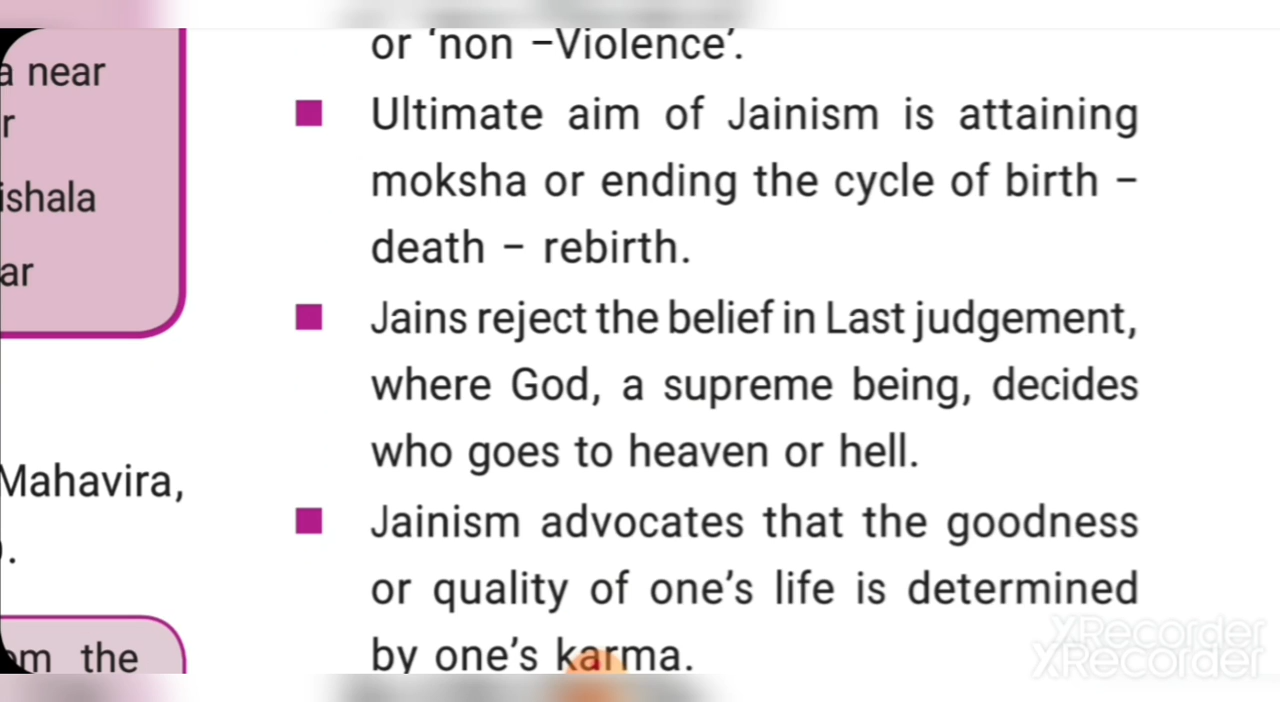 a near
r
ishala
ar
Mahavira,
).
om the
or ‘non –Violence’.
■ Ultimate aim of Jainism is attaining
moksha or ending the cycle of birth –
death – rebirth.
■ Jains reject the belief in Last judgement,
where God, a supreme being, decides
who goes to heaven or hell.
■ Jainism advocates that the goodness
or quality of one’s life is determined
by one’s karma.
XRecorder
XRecorder